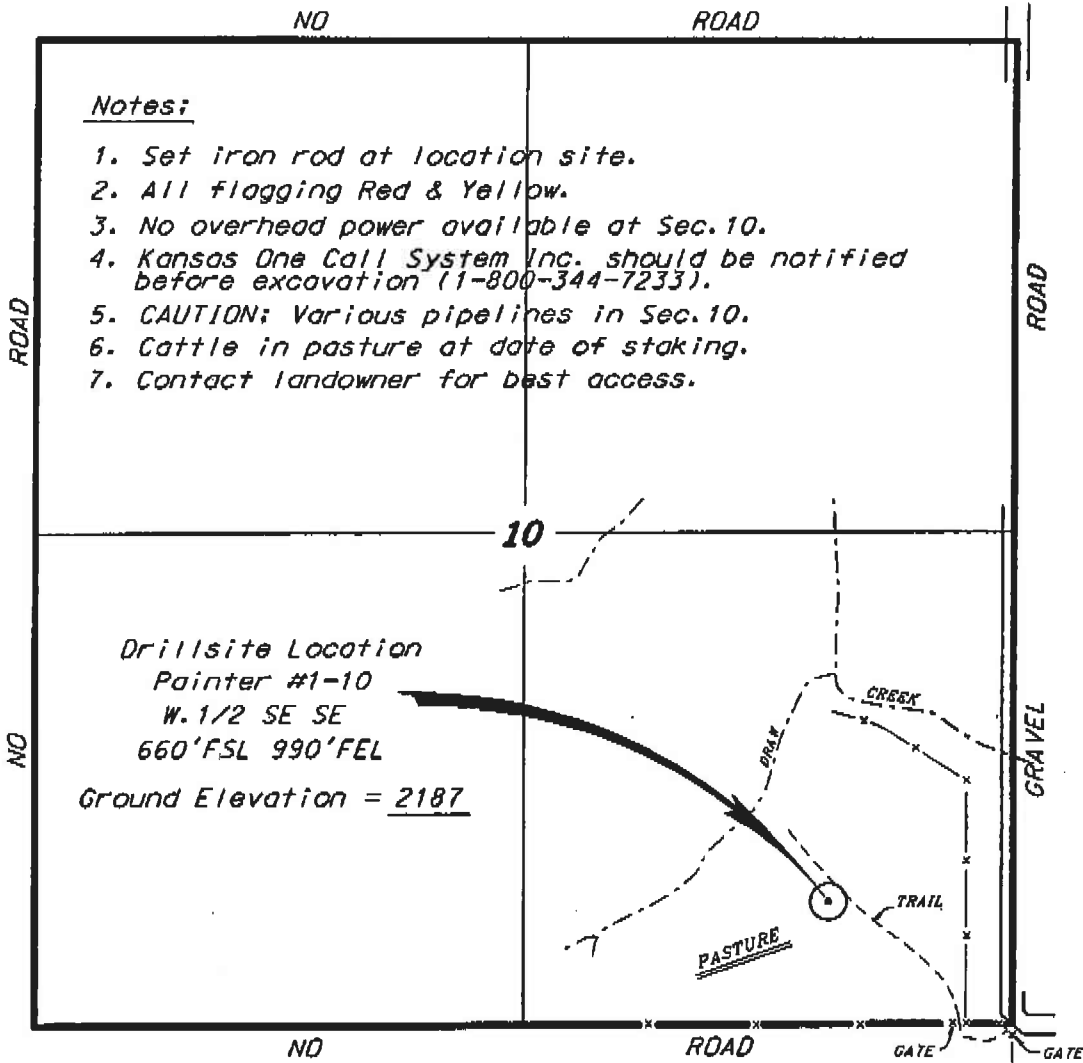 NO ROAD
Notes:
1. Set iron rod at location site.
2. All flagging Red & Yellow.
3. No overhead power available at Sec.10.
4. Kansas One Call System Inc. should be notified
before excavation (1-800-344-7233).
5. CAUTION: Various pipelines in Sec.10.
6. Cattle in pasture at date of staking.
7. Contact landowner for best access.
NO ROAD
GRAVEL ROAD
10
Drillsite Location
Painter #1-10
W.1/2 SE SE
660'FSL 990'FEL
Ground Elevation = 2187
DRAW
CREEK
TRAIL
PASTURE
NO ROAD
GATE
GATE